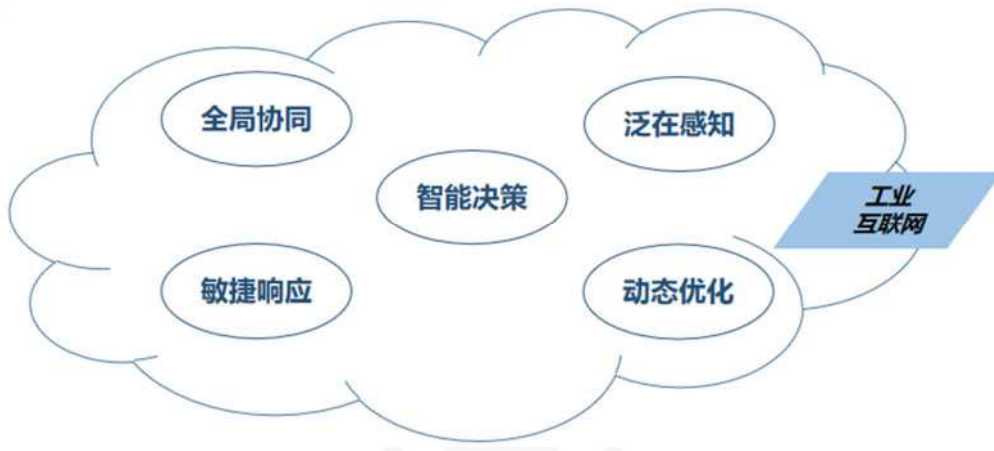 全局协同
泛在感知
智能决策
工业
互联网
敏捷响应
动态优化